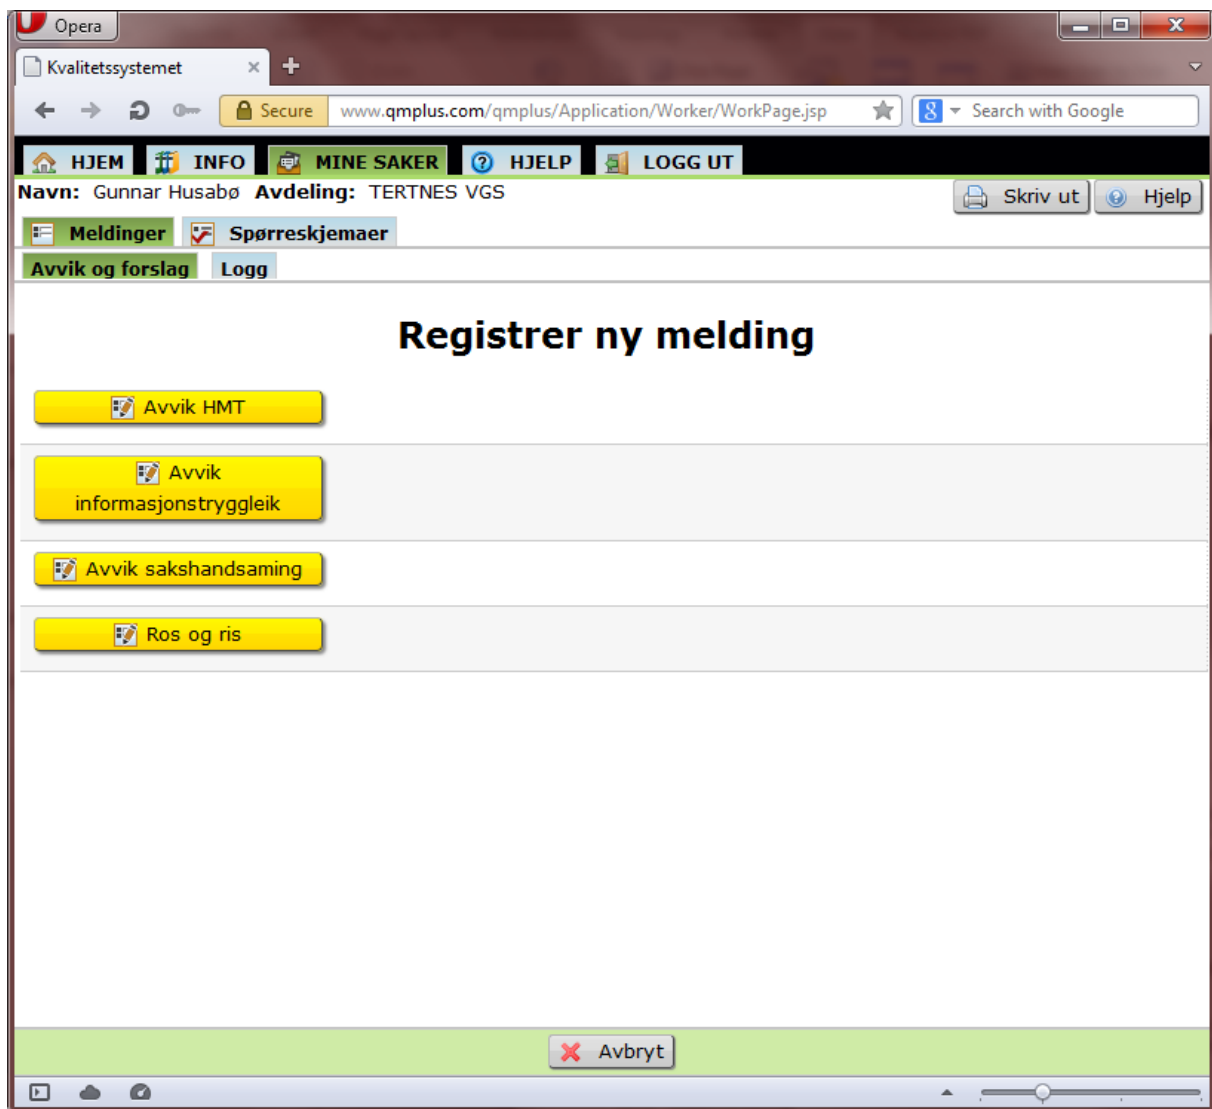 Opera
Kvalitetssystemet
Secure www.qmplus.com/qmplus/Application/Worker/WorkPage.jsp 8 Search with Google
HJEM INFO MINE SAKER HJELP LOGG UT
Navn: Gunnar Husabø Avdeling: TERTNES VGS
Skriv ut Hjelp
Meldinger Spørreskjemaer
Avvik og forslag Logg
Registrer ny melding
Avvik HMT
Avvik
informasjonstryggleik
Avvik sakshandsaming
Ros og ris
Avbryt